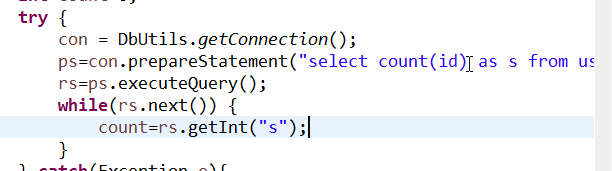 try {
con = DbUtils.getConnection();
ps=con.prepareStatement("select count(id) as s from us
rs=ps.executeQuery();
while(rs.next()) {
count=rs.getInt("s");
}
} catch(Exception e){